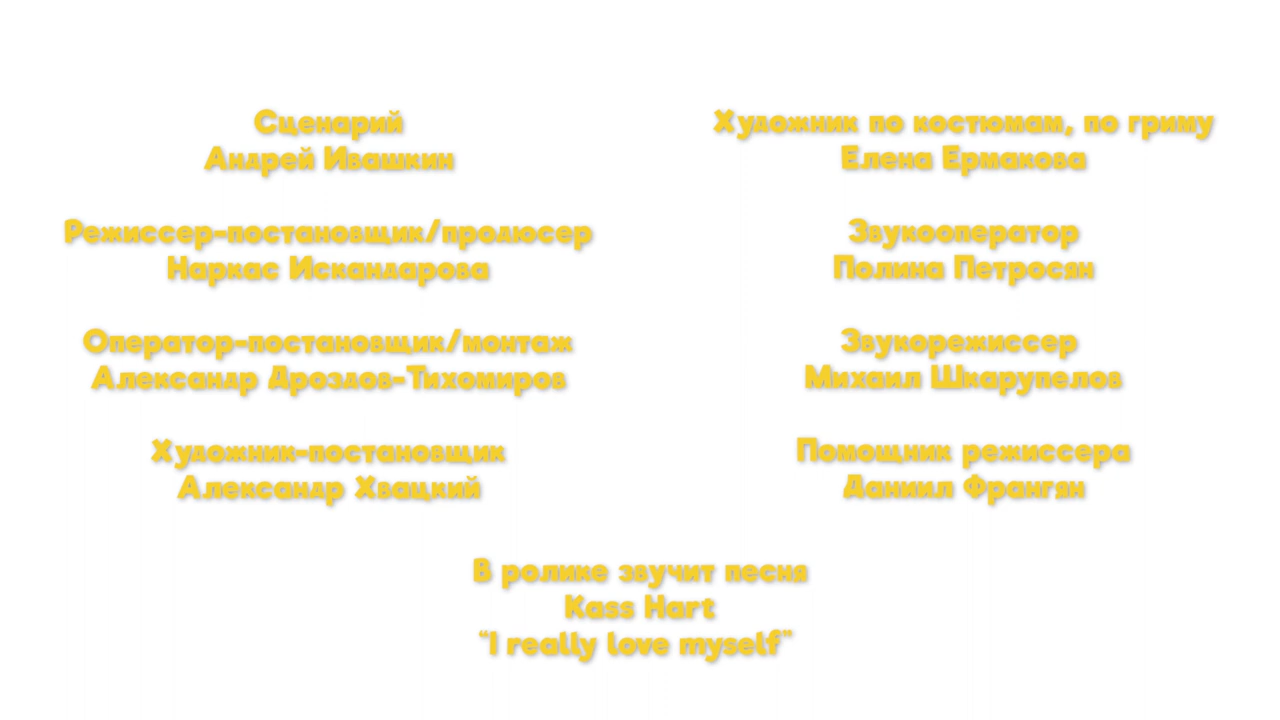 Сценарий
Андрей Ивашкин
Режиссер-постановщик/продюсер
Наркас Искандарова
Оператор-постановщик/монтаж
Александр Дроздов-Тихомиров
Художник-постановщик
Александр Хвацкий
Художник по костюмам, по гриму
Елена Ермакова
Звукооператор
Полина Петросян
Звукорежиссер
Михаил Шкарупелов
Помощник режиссера
Даниил Франгян
В ролике звучит песня
Kass Hart
“I really love myself”